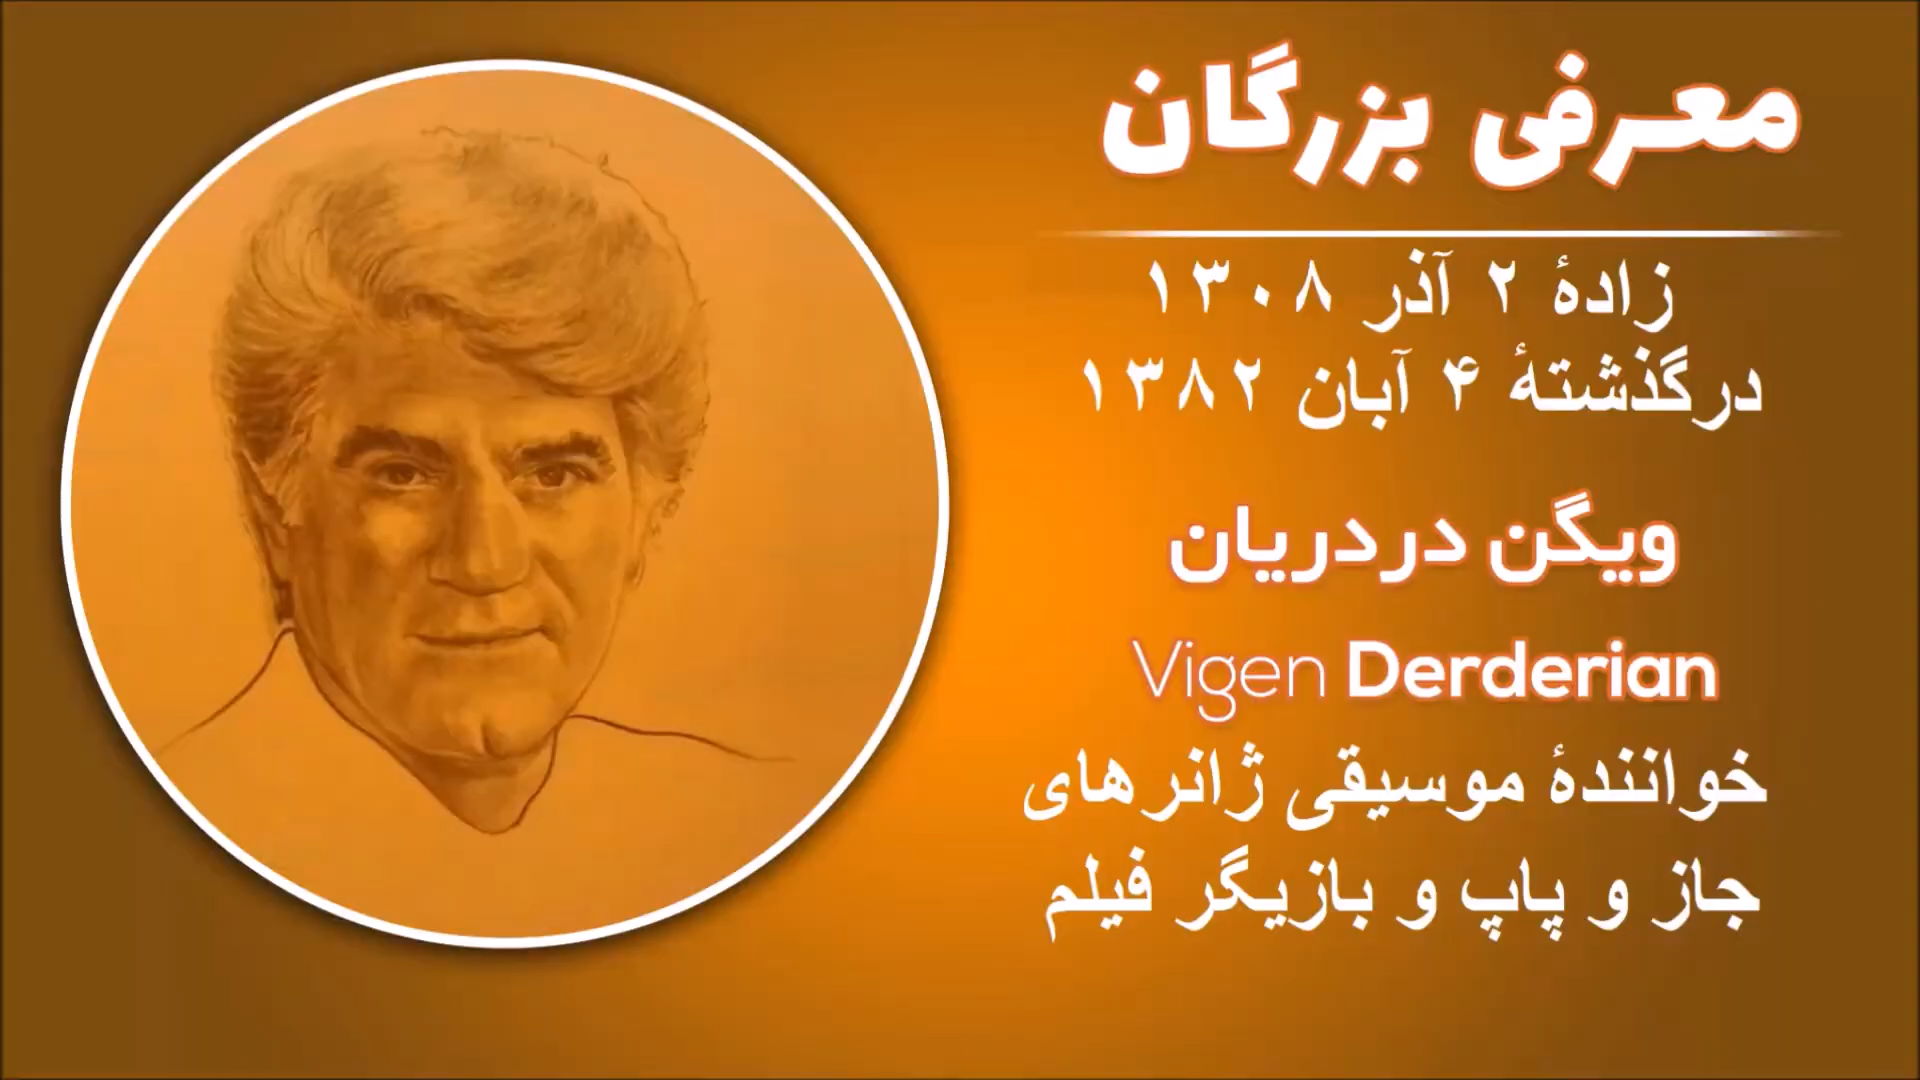 معرفی بزرگان
زادهٔ ۲ آذر ۱۳۰۸
درگذشتهٔ ۴ آبان ۱۳۸۲
ویگن دردریان
Vigen Derderian
خوانندهٔ موسیقی ژانرهای
جاز و پاپ و بازیگر فیلم